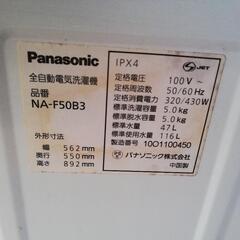 Panasonic
全自動電気洗濯機
品番
NA-F50B3
外形寸法
幅 : 562mm
奥行 : 550mm
高さ : 892mm
IPX4
JET
定格電圧 100V~
定格周波数 50/60Hz
定格消費電力 320/430W
標準洗濯容量 5.0kg
標準脱水容量 5.0kg
標準水量 47L
標準使用水量 116L
製造番号 10O1100450
パナソニック株式会社
中国製